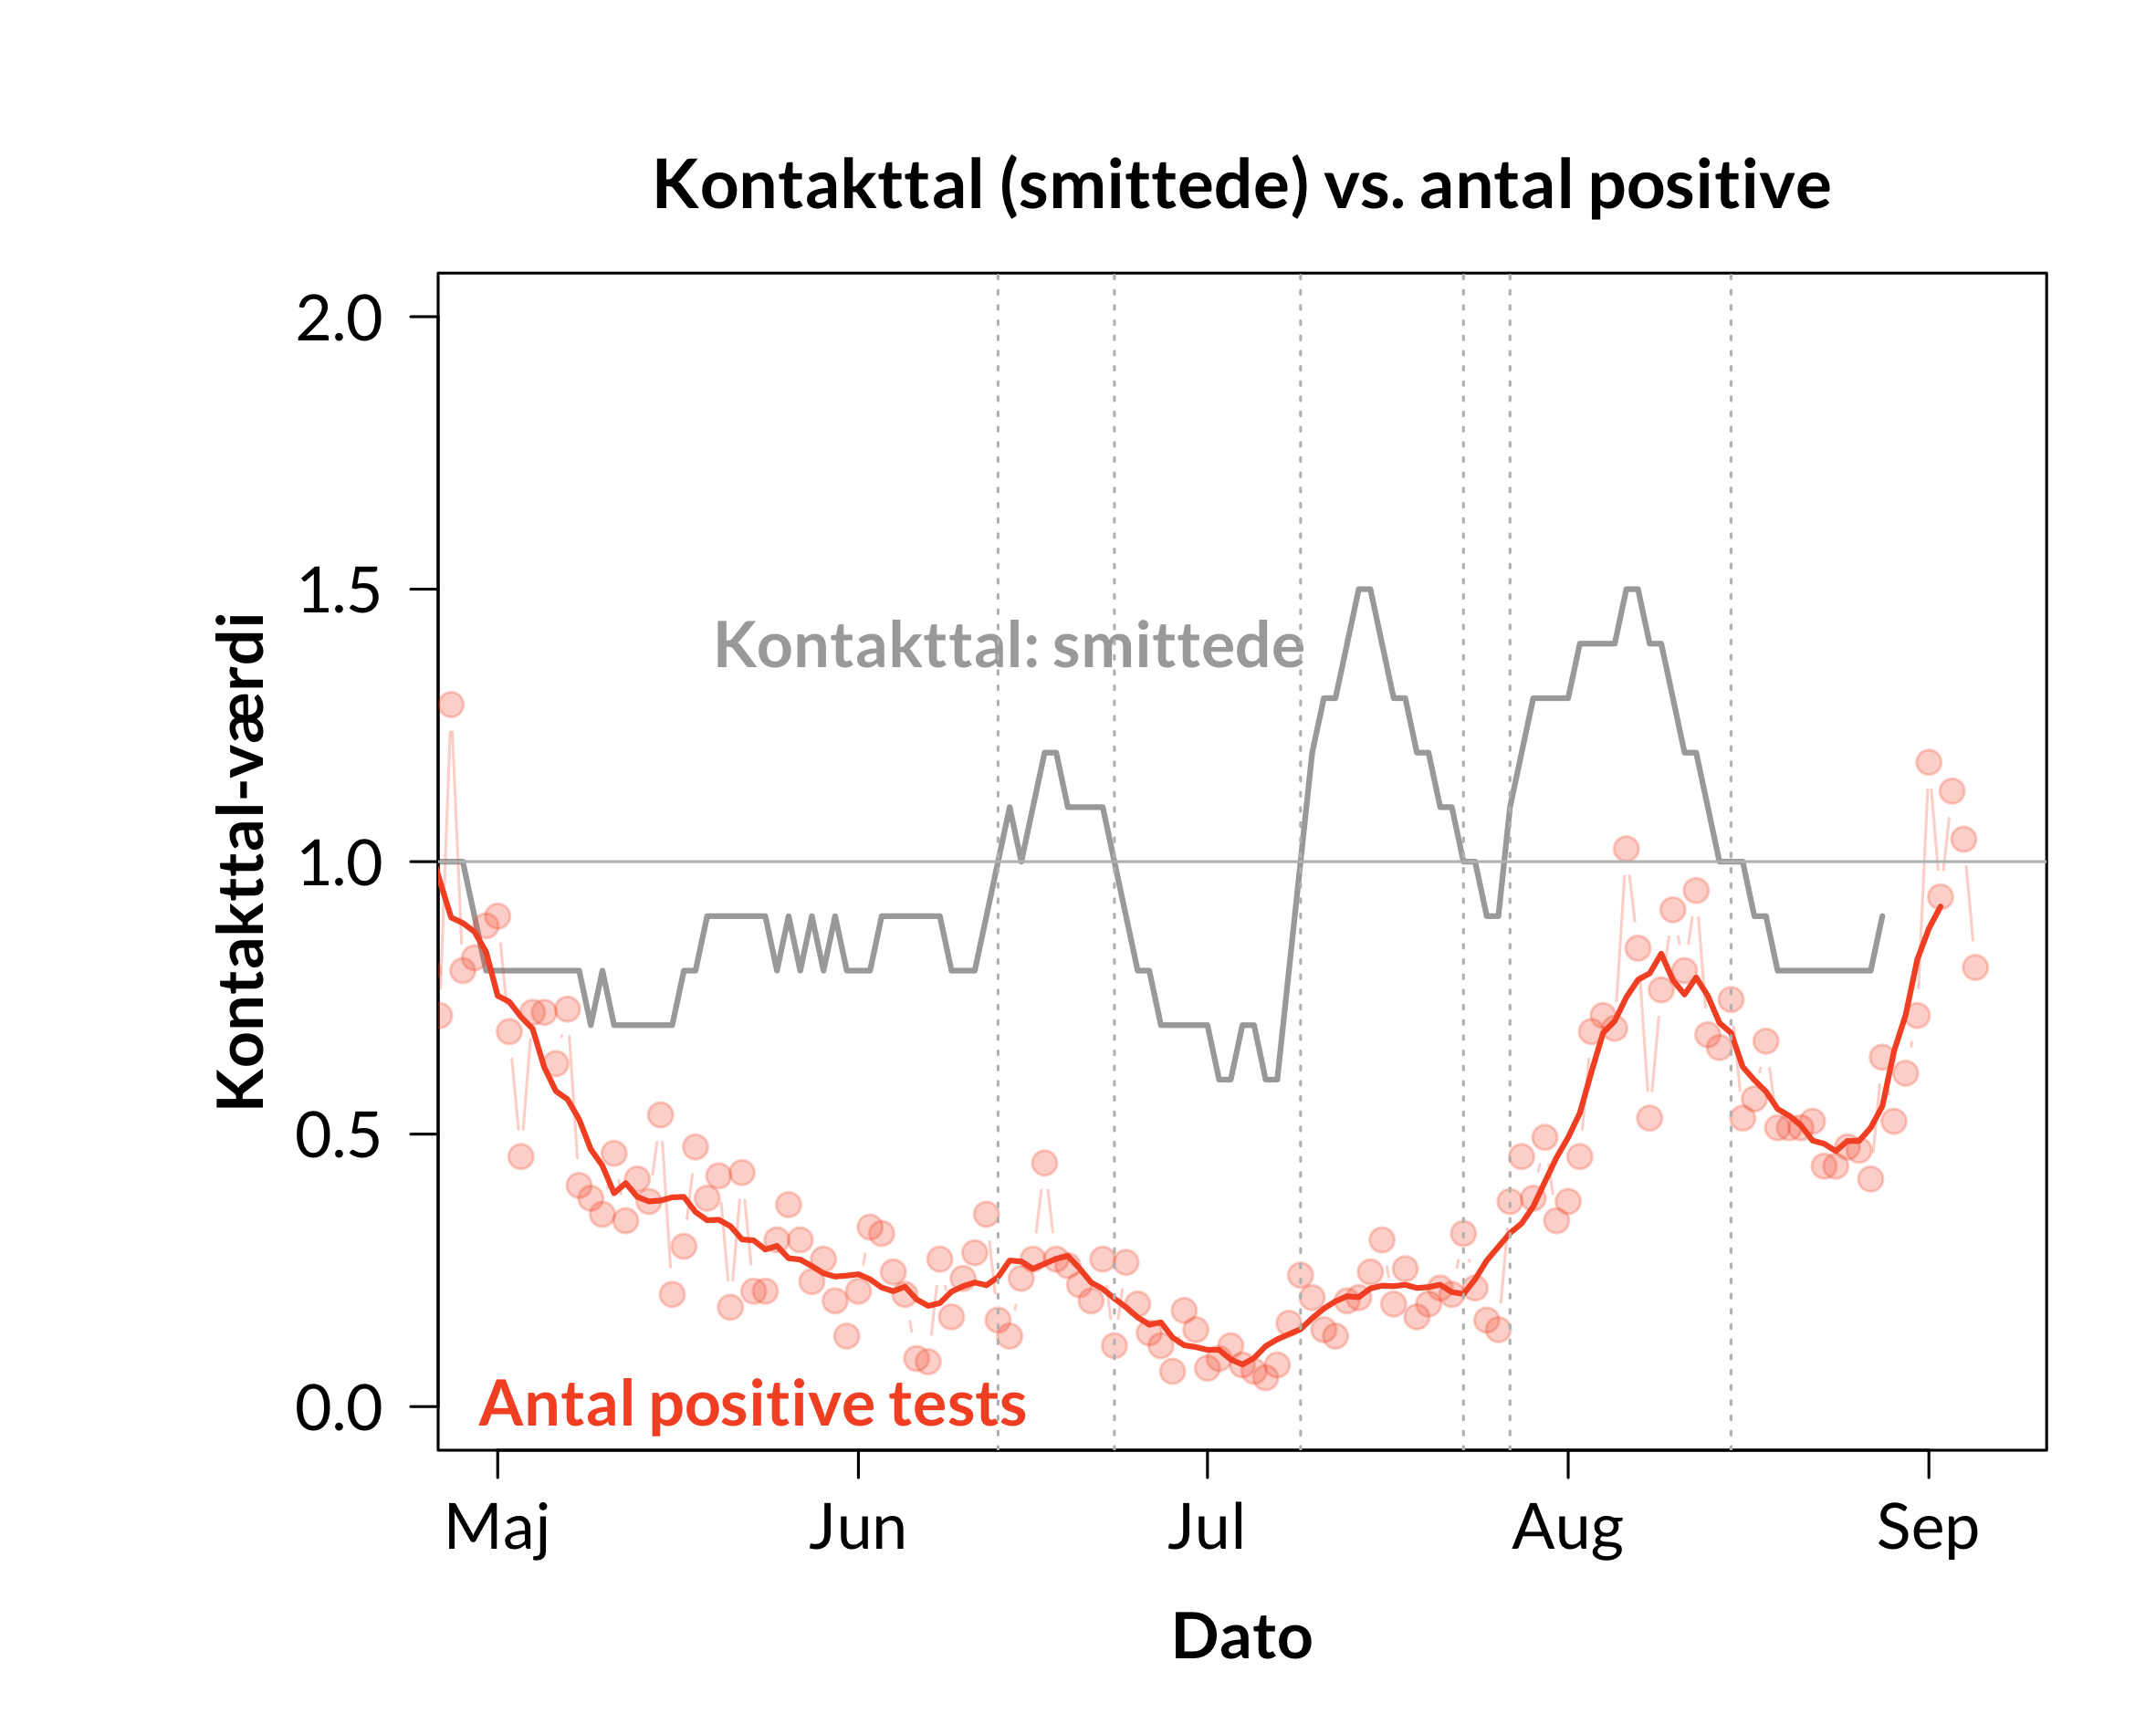 Kontakttal (smittede) vs. antal positive
2.0
1.5
1.0
0.5
0.0
Kontakttal-værdi
Kontakttal: smittede
Antal positive tests
Maj Jun Jul Aug Sep
Dato